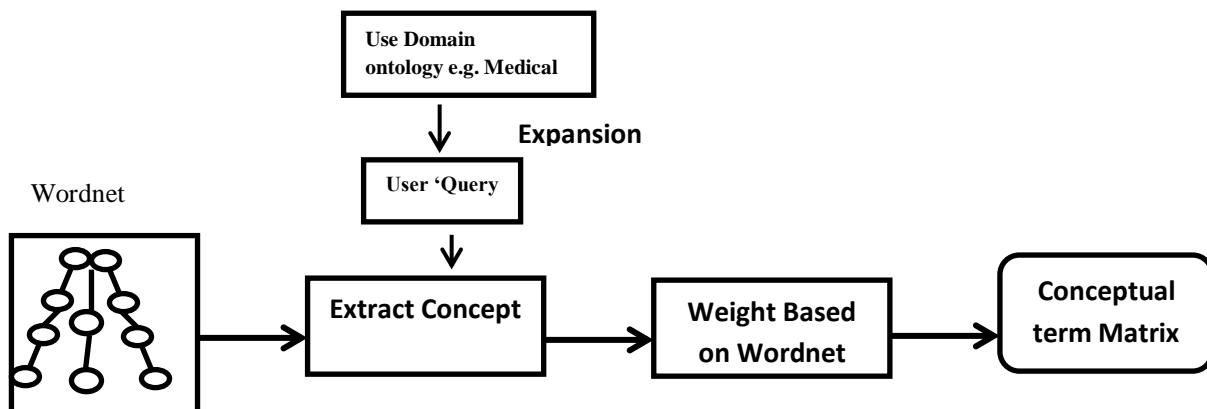 Use Domain
ontology e.g. Medical
Expansion
User ‘Query
Wordnet
Extract Concept
Weight Based
on Wordnet
Conceptual
term Matrix